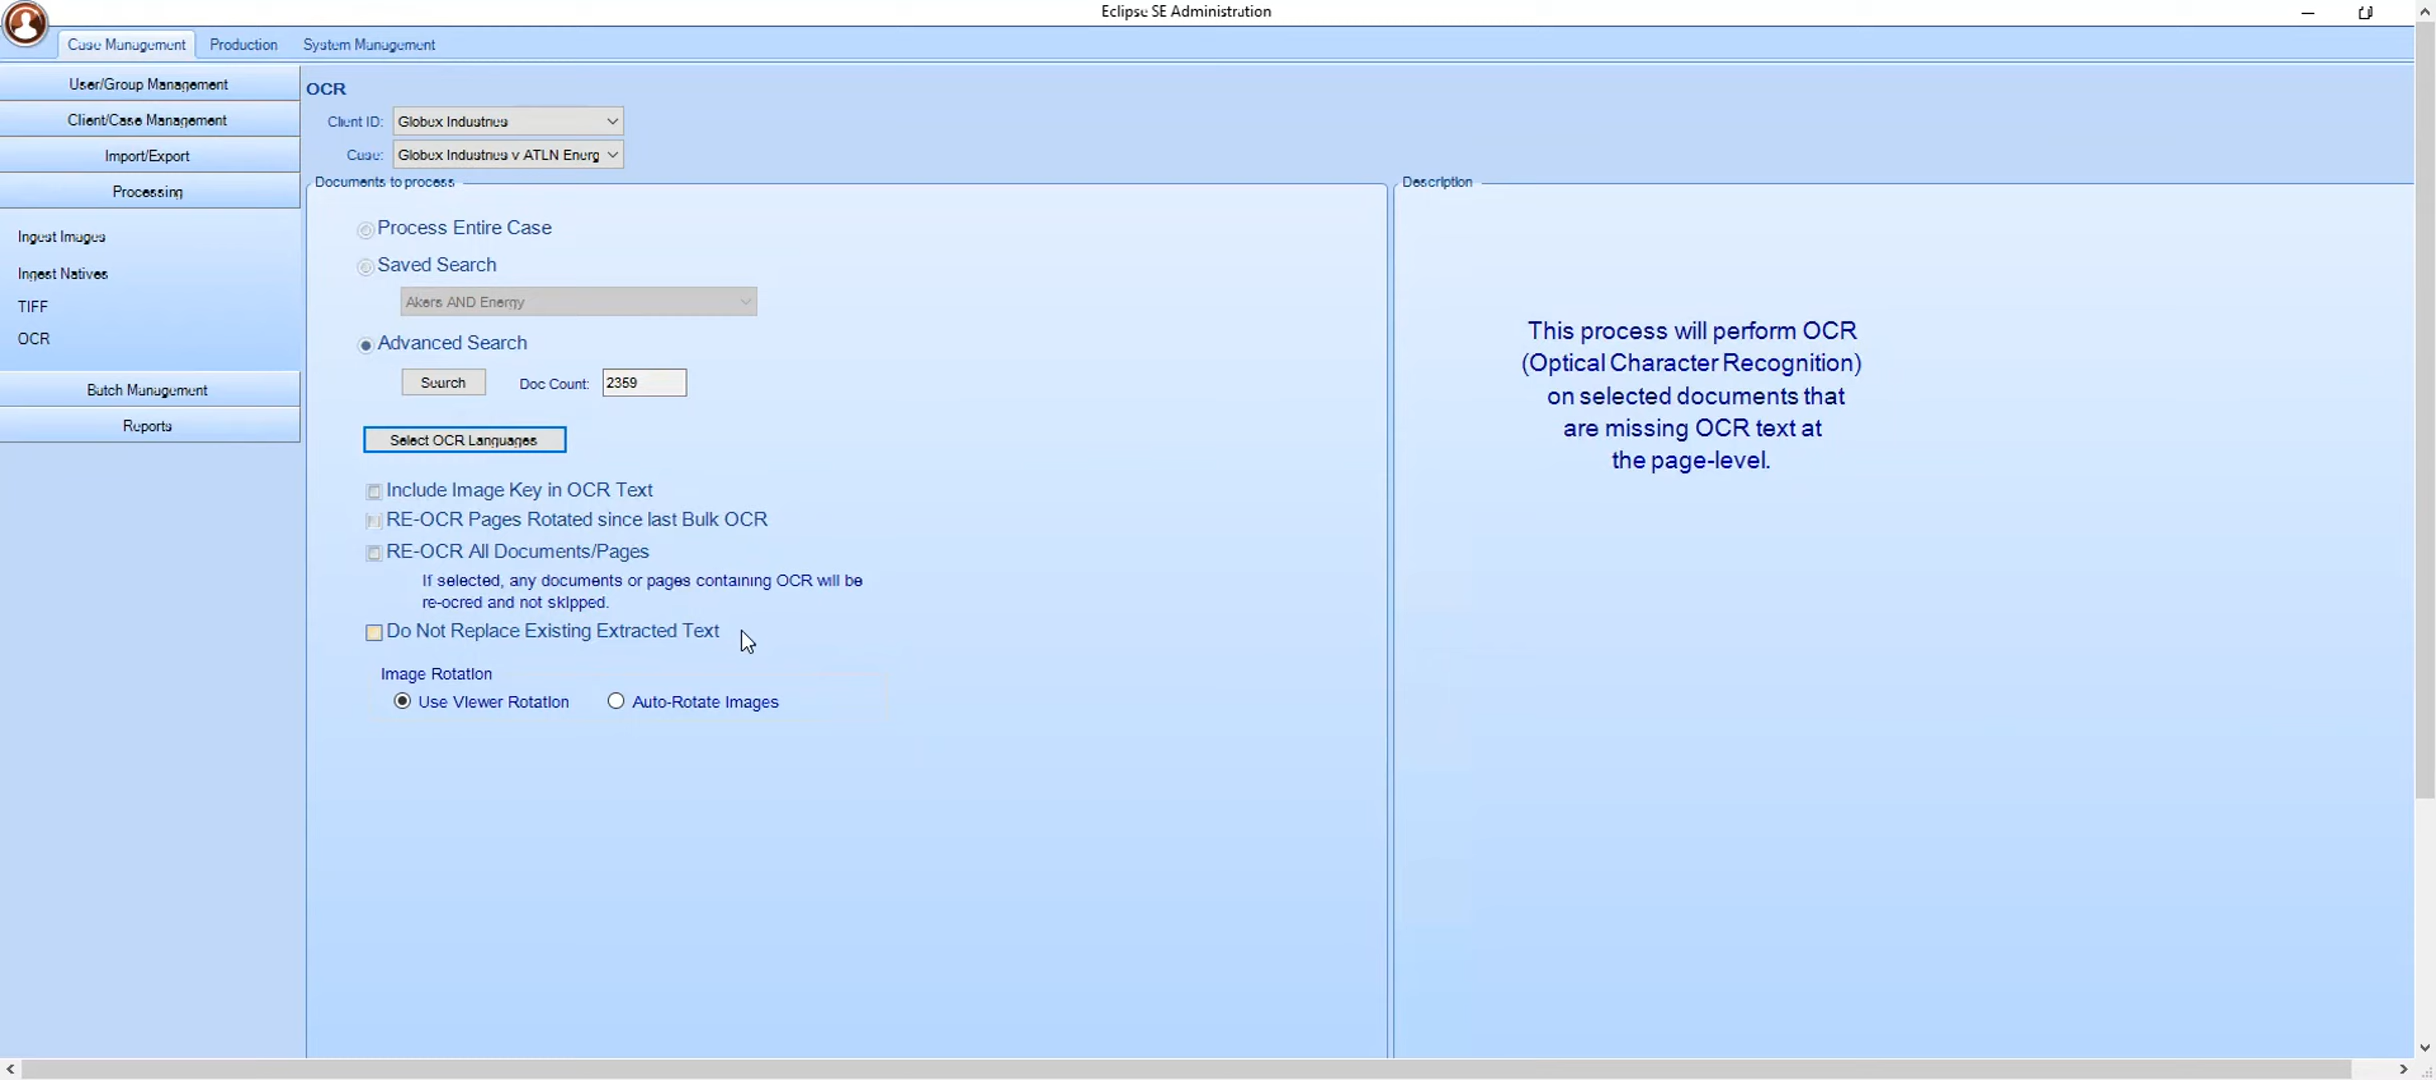 Eclipse SE Administration
Case Management
Production
System Management
User/Group Management
Client/Case Management
Import/Export
Processing
Ingest Images
Ingest Natives
TIFF
OCR
Batch Management
Reports
OCR
Client ID: Globex Industries
Case: Globex Industries v ATLN Energ
Documents to process
Process Entire Case
Saved Search
Akers AND Energy
Advanced Search
Search
Doc Count: 2359
Select OCR Languages
Include Image Key in OCR Text
RE-OCR Pages Rotated since last Bulk OCR
RE-OCR All Documents/Pages
If selected, any documents or pages containing OCR will be
re-ocred and not skipped.
Do Not Replace Existing Extracted Text
Image Rotation
Use Viewer Rotation
Auto-Rotate Images
Description
This process will perform OCR
(Optical Character Recognition)
on selected documents that
are missing OCR text at
the page-level.